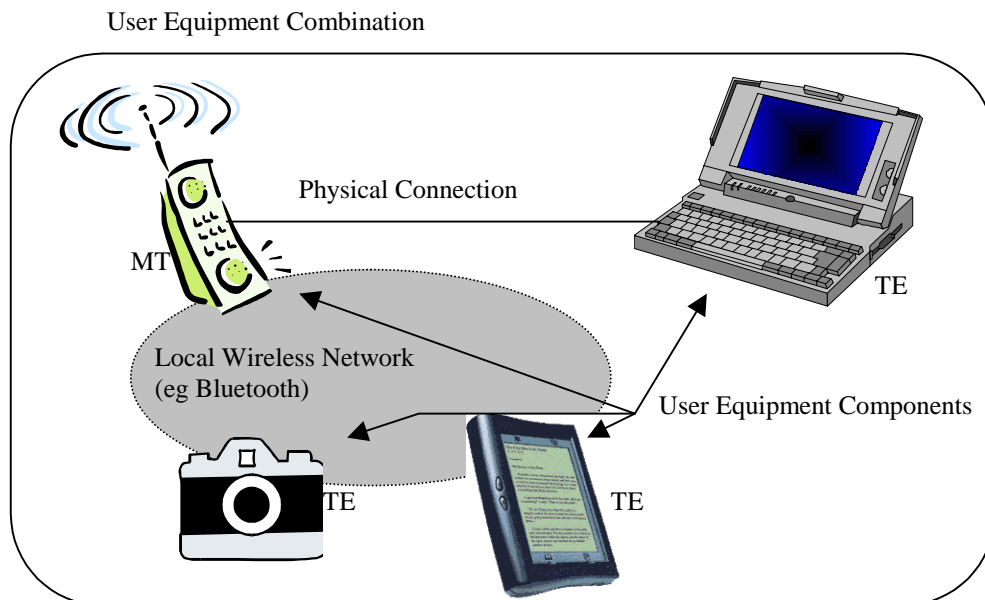 User Equipment Combination
Physical Connection
MT
TE
Local Wireless Network
(eg Bluetooth)
User Equipment Components
TE
TE